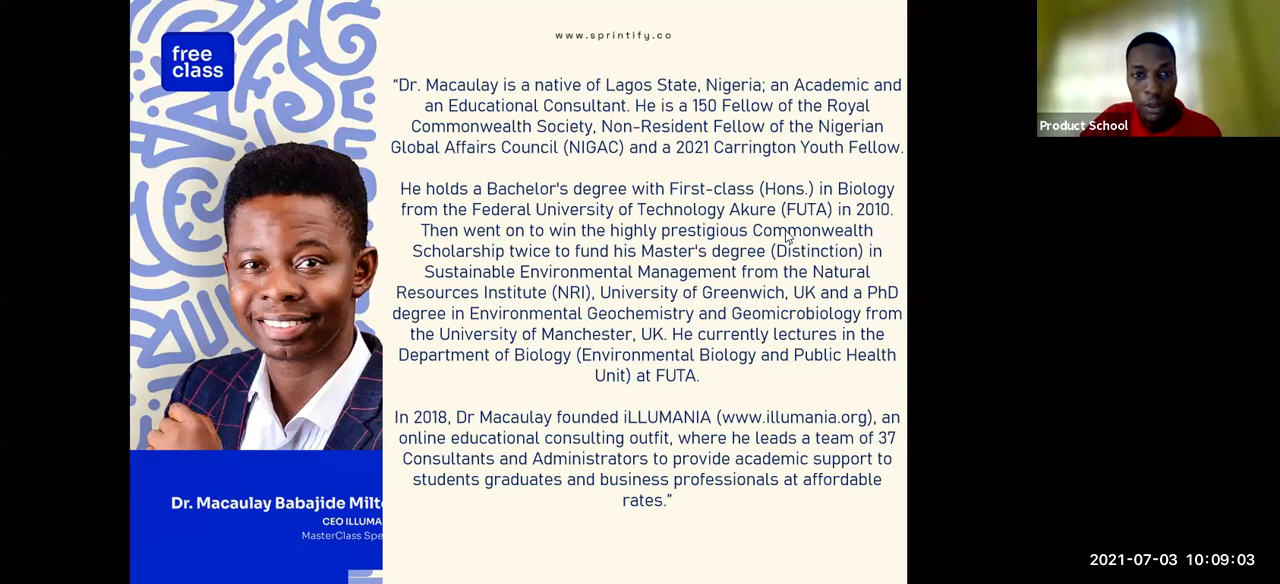 free
class
www.sprintify.co
“Dr. Macaulay is a native of Lagos State, Nigeria; an Academic and
an Educational Consultant. He is a 150 Fellow of the Royal
Commonwealth Society, Non-Resident Fellow of the Nigerian
Global Affairs Council (NIGAC) and a 2021 Carrington Youth Fellow.
He holds a Bachelor's degree with First-class (Hons.) in Biology
from the Federal University of Technology Akure (FUTA) in 2010.
Then went on to win the highly prestigious Commonwealth
Scholarship twice to fund his Master's degree (Distinction) in
Sustainable Environmental Management from the Natural
Resources Institute (NRI), University of Greenwich, UK and a PhD
degree in Environmental Geochemistry and Geomicrobiology from
the University of Manchester, UK. He currently lectures in the
Department of Biology (Environmental Biology and Public Health
Unit) at FUTA.
In 2018, Dr Macaulay founded iLLUMANIA (www.illumania.org), an
online educational consulting outfit, where he leads a team of 37
Consultants and Administrators to provide academic support to
students graduates and business professionals at affordable
rates.”
Dr. Macaulay Babajide Milt
CEO ILLUMA
MasterClass Spe
Product School
2021-07-03 10:09:03